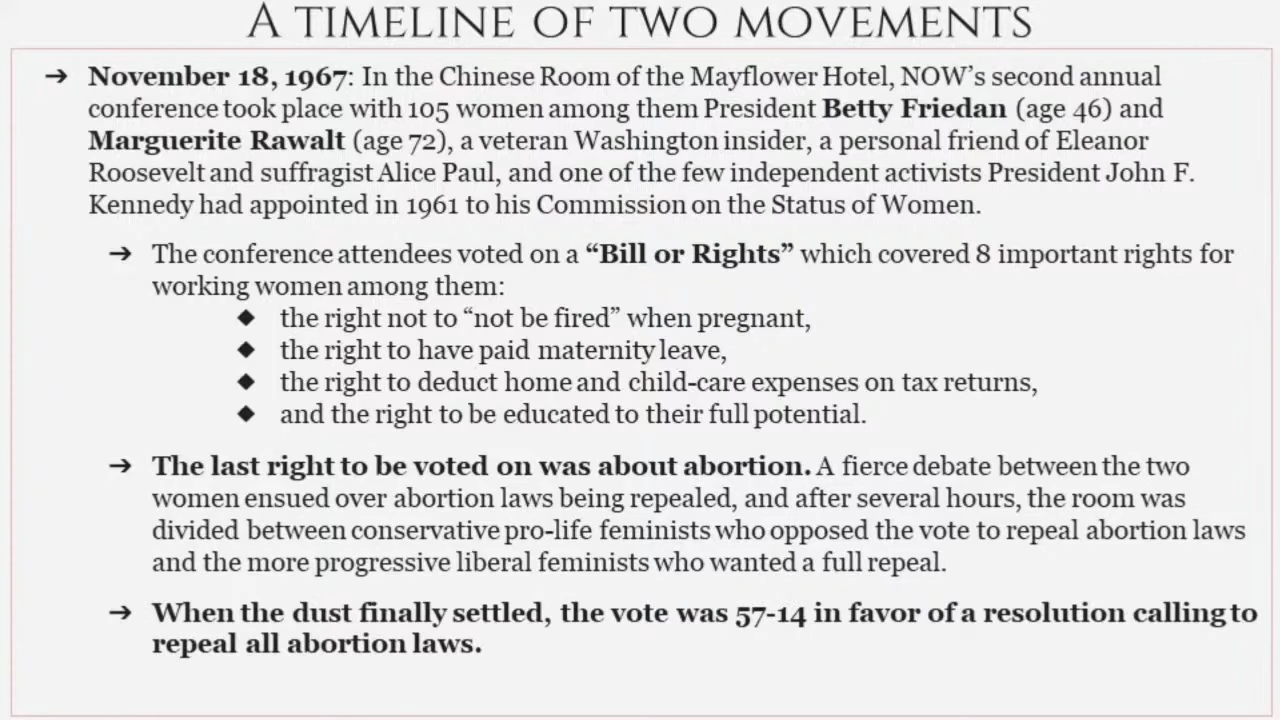 A TIMELINE OF TWO MOVEMENTS
➔ November 18, 1967: In the Chinese Room of the Mayflower Hotel, NOW’s second annual
conference took place with 105 women among them President Betty Friedan (age 46) and
Marguerite Rawalt (age 72), a veteran Washington insider, a personal friend of Eleanor
Roosevelt and suffragist Alice Paul, and one of the few independent activists President John F.
Kennedy had appointed in 1961 to his Commission on the Status of Women.
➔ The conference attendees voted on a “Bill or Rights” which covered 8 important rights for
working women among them:
◆ the right not to “not be fired” when pregnant,
◆ the right to have paid maternity leave,
◆ the right to deduct home and child-care expenses on tax returns,
◆ and the right to be educated to their full potential.
➔ The last right to be voted on was about abortion. A fierce debate between the two
women ensued over abortion laws being repealed, and after several hours, the room was
divided between conservative pro-life feminists who opposed the vote to repeal abortion laws
and the more progressive liberal feminists who wanted a full repeal.
➔ When the dust finally settled, the vote was 57-14 in favor of a resolution calling to
repeal all abortion laws.